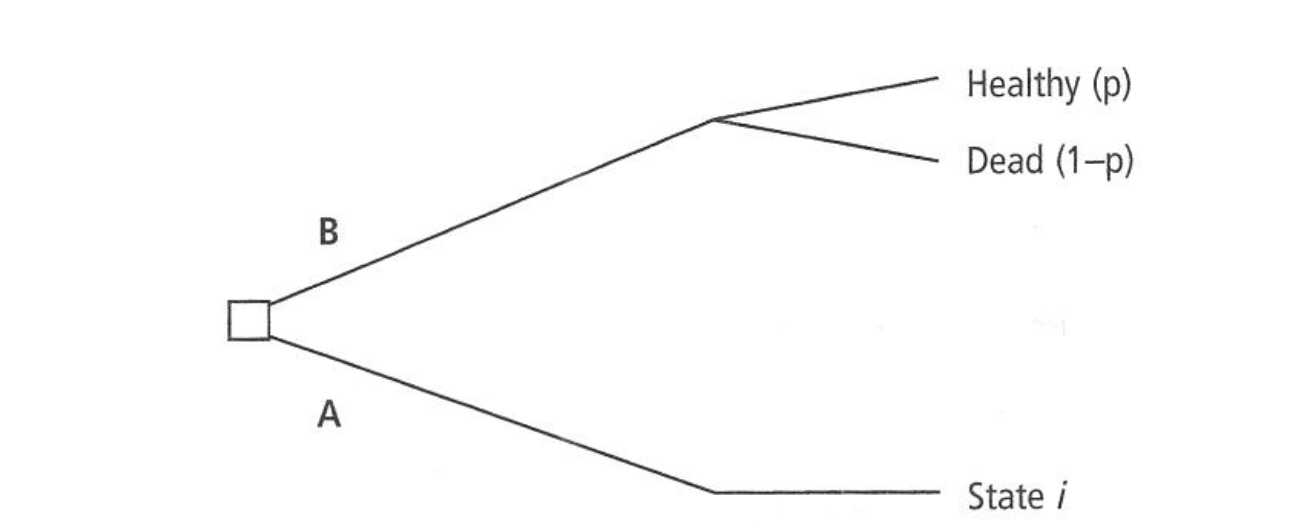 Healthy (p)
Dead (1–p)
B
A
State i